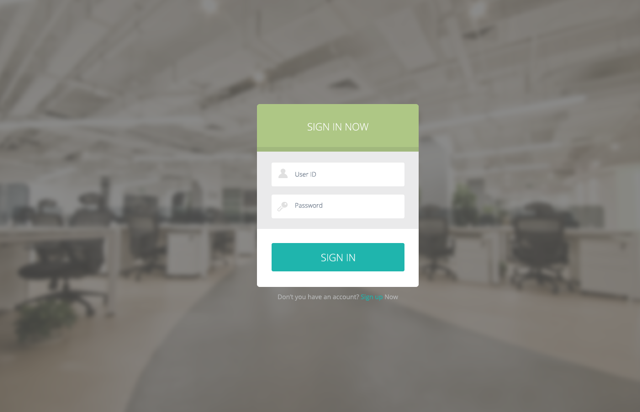 SIGN IN NOW
User ID
Password
SIGN IN
Don't you have an account? Sign up Now